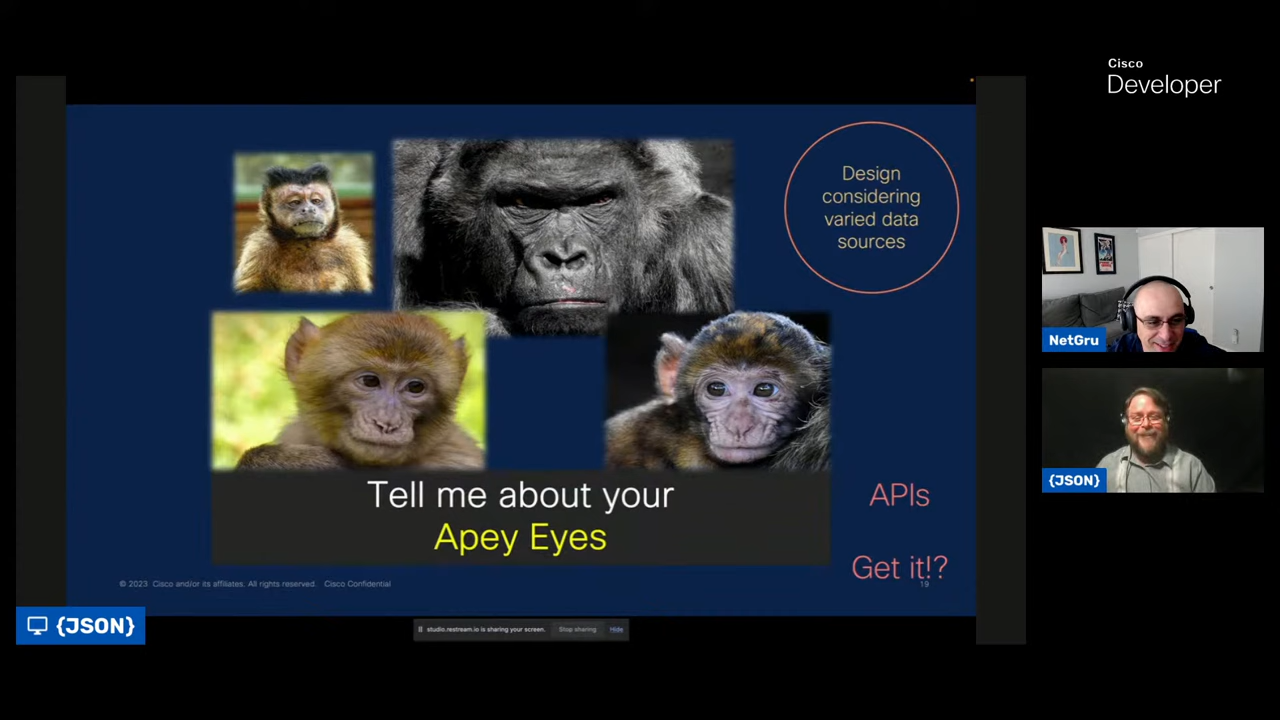 Cisco
Developer
Design
considering
varied data
sources
NetGru
{JSON}
Tell me about your
Apey Eyes
APIs
Get it!?
© 2023 Cisco and/or its affiliates. All rights reserved. Cisco Confidential
19
{JSON}
studio.restream.io is sharing your screen. Stop sharing Hide